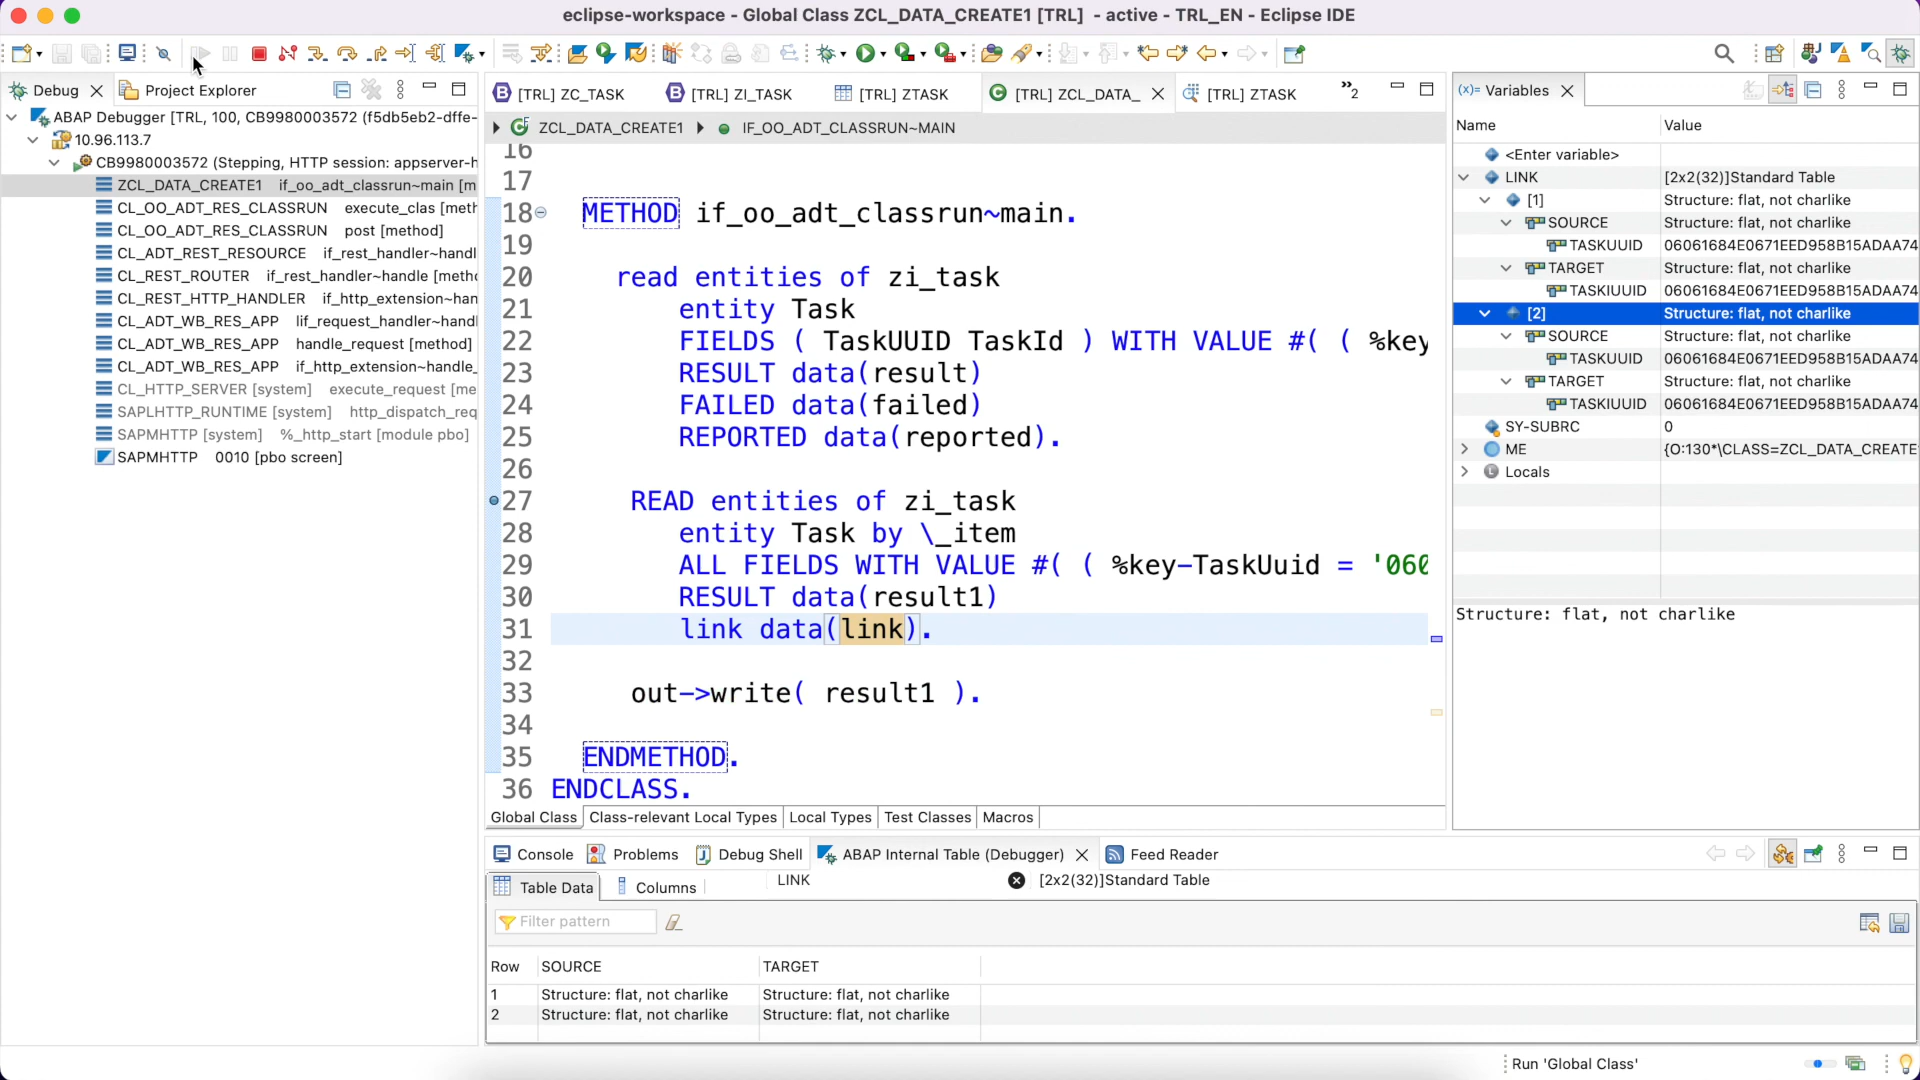 eclipse-workspace - Global Class ZCL_DATA_CREATE1 [TRL] - active - TRL_EN - Eclipse IDE
Debug
Project Explorer
ABAP Debugger [TRL, 100, CB9980003572 (f5db5eb2-dffe-
10.96.113.7
CB9980003572 (Stepping, HTTP session: appserver-h
ZCL_DATA_CREATE1 if_oo_adt_classrun~main [m
CL_OO_ADT_RES_CLASSRUN execute_clas [meth
CL_OO_ADT_RES_CLASSRUN post [method]
CL_ADT_REST_RESOURCE if_rest_handler~handl
CL_REST_ROUTER if_rest_handler~handle [metho
CL_REST_HTTP_HANDLER if_http_extension~han
CL_ADT_WB_RES_APP lif_request_handler~handl
CL_ADT_WB_RES_APP handle_request [method]
CL_ADT_WB_RES_APP if_http_extension~handle_
CL_HTTP_SERVER [system] execute_request [me
SAPLHTTP_RUNTIME [system] http_dispatch_req
SAPMHTTP [system] %_http_start [module pbo]
SAPMHTTP 0010 [pbo screen]
[TRL] ZC_TASK
[TRL] ZI_TASK
[TRL] ZTASK
[TRL] ZCL_DATA_
[TRL] ZTASK
2
ZCL_DATA_CREATE1
IF_OO_ADT_CLASSRUN~MAIN
16
17
18 METHOD if_oo_adt_classrun~main.
19
20 read entities of zi_task
21 entity Task
22 FIELDS ( TaskUUID TaskId ) WITH VALUE #( ( %key
23 RESULT data(result)
24 FAILED data(failed)
25 REPORTED data(reported).
26
27 READ entities of zi_task
28 entity Task by \_item
29 ALL FIELDS WITH VALUE #( ( %key-TaskUuid = '060
30 RESULT data(result1)
31 link data(link).
32
33 out->write( result1 ).
34
35 ENDMETHOD.
36 ENDCLASS.
Global Class
Class-relevant Local Types
Local Types
Test Classes
Macros
Variables
Name Value
<Enter variable>
LINK [2x2(32)]Standard Table
[1] Structure: flat, not charlike
SOURCE Structure: flat, not charlike
TASKUUID 06061684E0671EED958B15ADAA74
TARGET Structure: flat, not charlike
TASKIUUID 06061684E0671EED958B15ADAA74
[2] Structure: flat, not charlike
SOURCE Structure: flat, not charlike
TASKUUID 06061684E0671EED958B15ADAA74
TARGET Structure: flat, not charlike
TASKIUUID 06061684E0671EED958B15ADAA74
SY-SUBRC 0
ME {O:130*\CLASS=ZCL_DATA_CREATE
Locals
Structure: flat, not charlike
Console
Problems
Debug Shell
ABAP Internal Table (Debugger)
Feed Reader
Table Data
Columns
LINK
[2x2(32)]Standard Table
Filter pattern
Row SOURCE TARGET
1 Structure: flat, not charlike Structure: flat, not charlike
2 Structure: flat, not charlike Structure: flat, not charlike
Run 'Global Class'